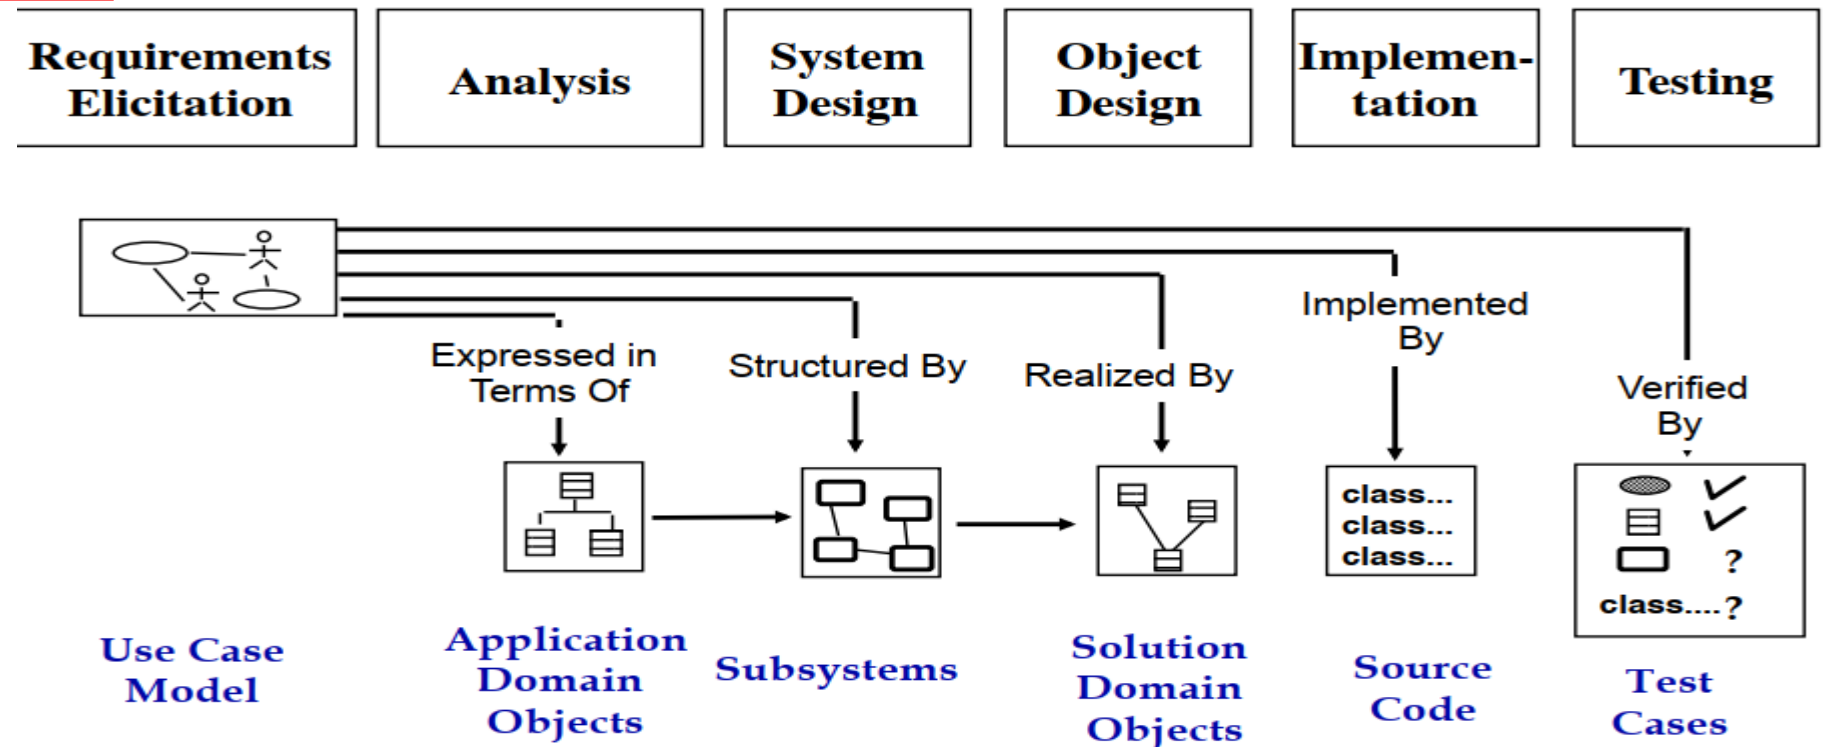 Requirements
Elicitation
Analysis
System
Design
Object
Design
Implemen-
tation
Testing
Expressed in
Terms Of
Structured By
Realized By
Implemented
By
Verified
By
class...
class...
class...
?
class....?
Use Case
Model
Application
Domain
Objects
Subsystems
Solution
Domain
Objects
Source
Code
Test
Cases